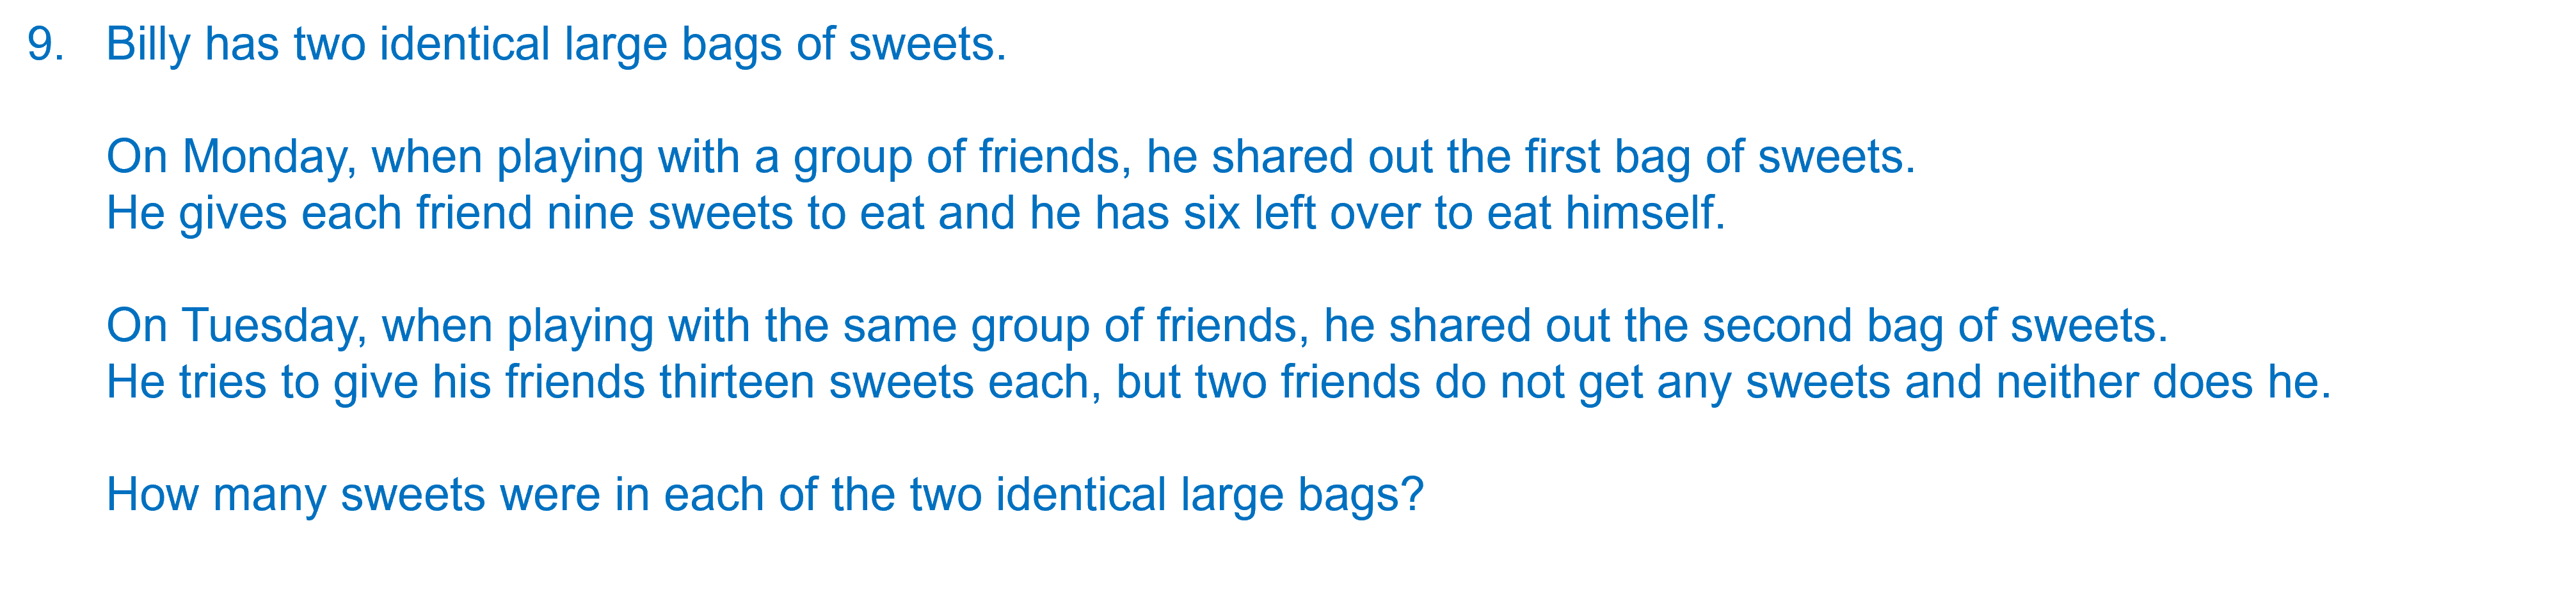 9. Billy has two identical large bags of sweets.
On Monday, when playing with a group of friends, he shared out the first bag of sweets.
He gives each friend nine sweets to eat and he has six left over to eat himself.
On Tuesday, when playing with the same group of friends, he shared out the second bag of sweets.
He tries to give his friends thirteen sweets each, but two friends do not get any sweets and neither does he.
How many sweets were in each of the two identical large bags?